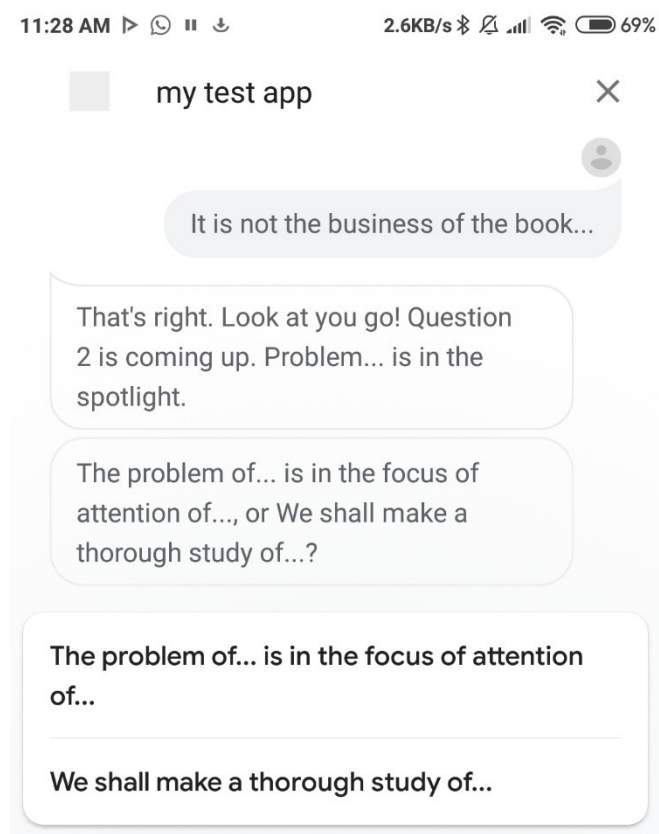 11:28 AM 2.6KB/s 69%
my test app
It is not the business of the book...
That's right. Look at you go! Question
2 is coming up. Problem... is in the
spotlight.
The problem of... is in the focus of
attention of..., or We shall make a
thorough study of...?
The problem of... is in the focus of attention
of...
We shall make a thorough study of...